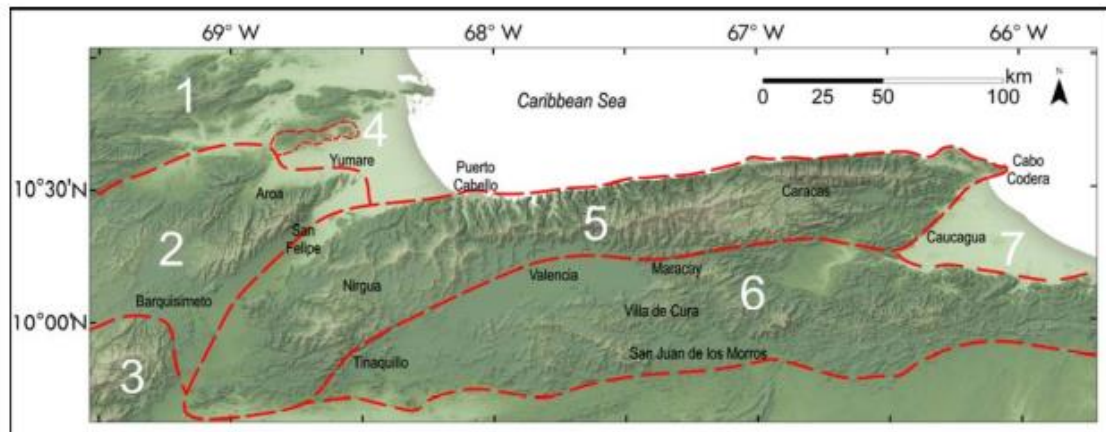 69° W 68° W 67° W 66° W
1
Caribbean Sea
km
0 25 50 100
N
4
Yumare
Puerto
Cabello
Cabo
Codera
10°30'N
Aroa
Caracas
2
San
Felipe
5
Caucagua
7
Nirgua
Valencia
Maracay
6
Barquisimeto
Villa de Cura
10°00'N
3
Tinaquillo
San Juan de los Morros